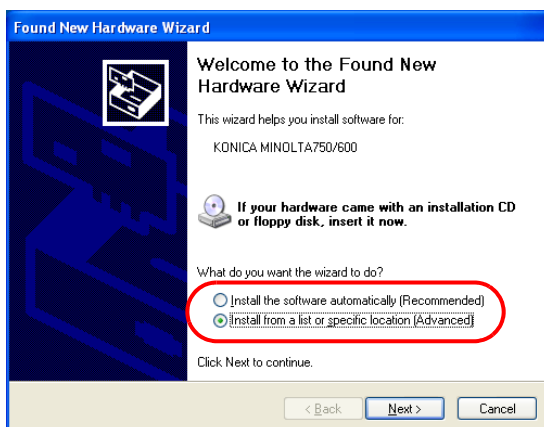 Found New Hardware Wizard
Welcome to the Found New
Hardware Wizard
This wizard helps you install software for:
KONICA MINOLTA750/600
If your hardware came with an installation CD
or floppy disk, insert it now.
What do you want the wizard to do?
Install the software automatically (Recommended)
Install from a list or specific location (Advanced)
Click Next to continue.
< Back
Next >
Cancel